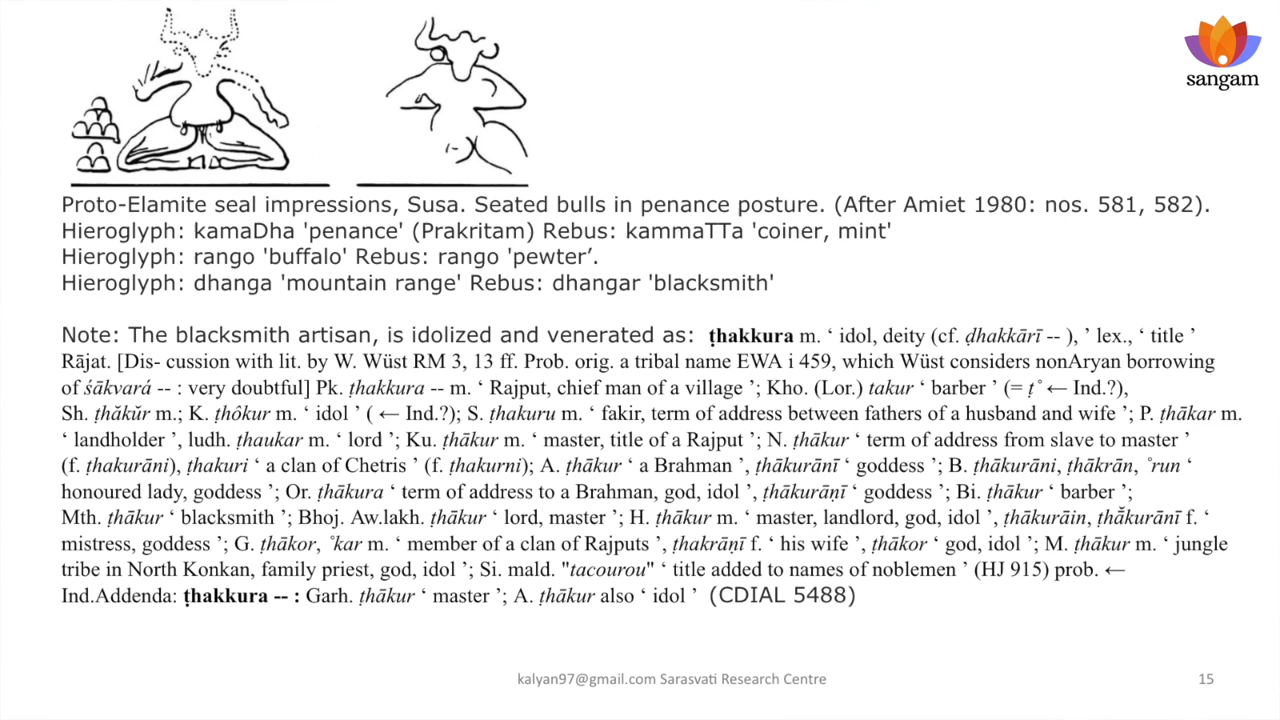 sangam
Proto-Elamite seal impressions, Susa. Seated bulls in penance posture. (After Amiet 1980: nos. 581, 582).
Hieroglyph: kamaDha 'penance' (Prakritam) Rebus: kammaTTa 'coiner, mint'
Hieroglyph: rango 'buffalo' Rebus: rango 'pewter’.
Hieroglyph: dhanga 'mountain range' Rebus: dhangar 'blacksmith'
Note: The blacksmith artisan, is idolized and venerated as: ṭhakkura m. ‘ idol, deity (cf. ḍhakkārī -- ), ’ lex., ‘ title ’
Rājat. [Dis- cussion with lit. by W. Wüst RM 3, 13 ff. Prob. orig. a tribal name EWA i 459, which Wüst considers nonAryan borrowing
of śākvará -- : very doubtful] Pk. ṭhakkura -- m. ‘ Rajput, chief man of a village ’; Kho. (Lor.) takur ‘ barber ’ (= ṭ˚ ← Ind.?),
Sh. ṭhăkŭr m.; K. ṭhôkur m. ‘ idol ’ ( ← Ind.?); S. ṭhakuru m. ‘ fakir, term of address between fathers of a husband and wife ’; P. ṭhākar m.
‘ landholder ’, ludh. ṭhaukar m. ‘ lord ’; Ku. ṭhākur m. ‘ master, title of a Rajput ’; N. ṭhākur ‘ term of address from slave to master ’
(f. ṭhakurāni), ṭhakuri ‘ a clan of Chetris ’ (f. ṭhakurni); A. ṭhākur ‘ a Brahman ’, ṭhākurānī ‘ goddess ’; B. ṭhākurāni, ṭhākrān, ˚run ‘
honoured lady, goddess ’; Or. ṭhākura ‘ term of address to a Brahman, god, idol ’, ṭhākurāṇī ‘ goddess ’; Bi. ṭhākur ‘ barber ’;
Mth. ṭhākur ‘ blacksmith ’; Bhoj. Aw.lakh. ṭhākur ‘ lord, master ’; H. ṭhākur m. ‘ master, landlord, god, idol ’, ṭhākurāin, ṭhā̆kurānī f. ‘
mistress, goddess ’; G. ṭhākor, ˚kar m. ‘ member of a clan of Rajputs ’, ṭhakrāṇī f. ‘ his wife ’, ṭhākor ‘ god, idol ’; M. ṭhākur m. ‘ jungle
tribe in North Konkan, family priest, god, idol ’; Si. mald. "tacourou" ‘ title added to names of noblemen ’ (HJ 915) prob. ←
Ind.Addenda: ṭhakkura -- : Garh. ṭhākur ‘ master ’; A. ṭhākur also ‘ idol ’ (CDIAL 5488)
kalyan97@gmail.com Sarasvati Research Centre
15